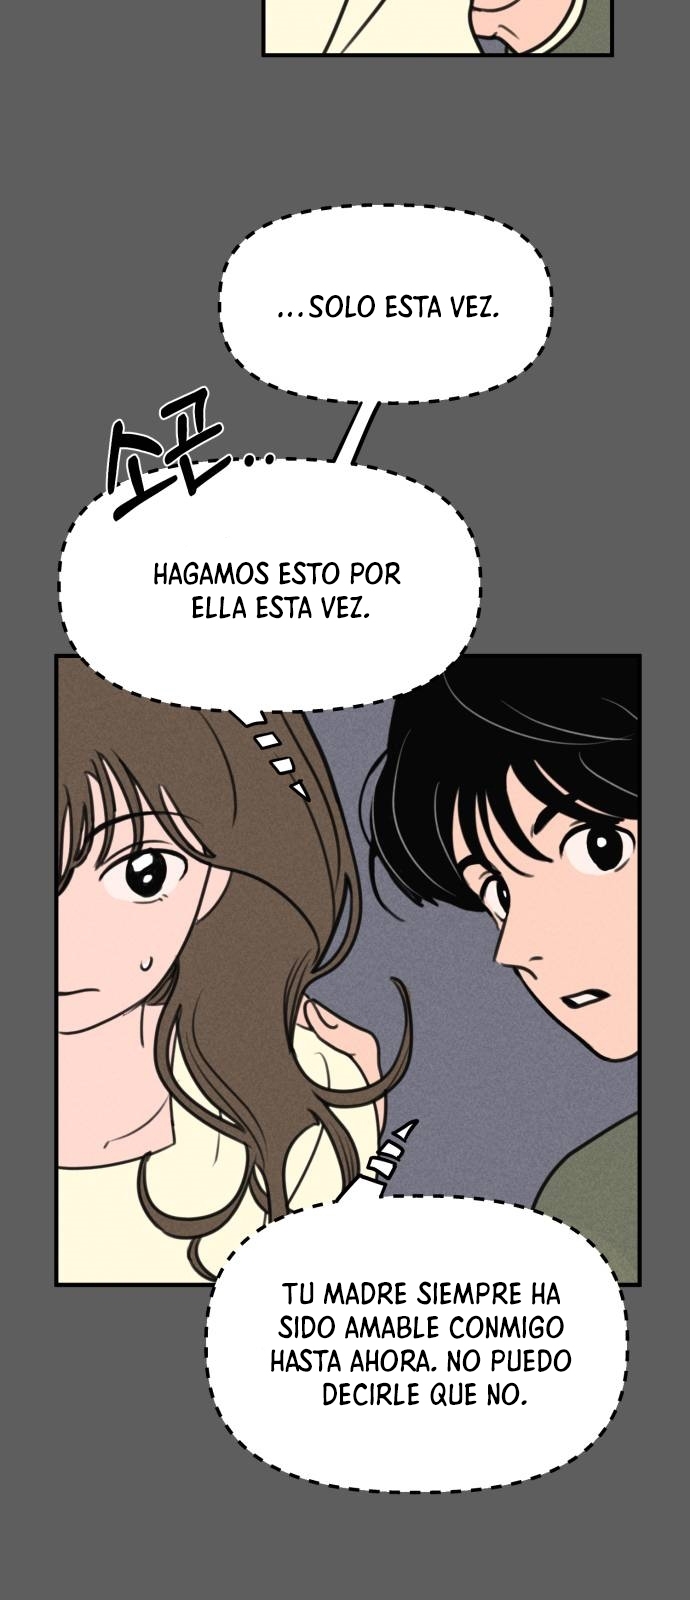 ...SOLO ESTA VEZ.
소곤..
HAGAMOS ESTO POR
ELLA ESTA VEZ.
TU MADRE SIEMPRE HA
SIDO AMABLE CONMIGO
HASTA AHORA. NO PUEDO
DECIRLE QUE NO.